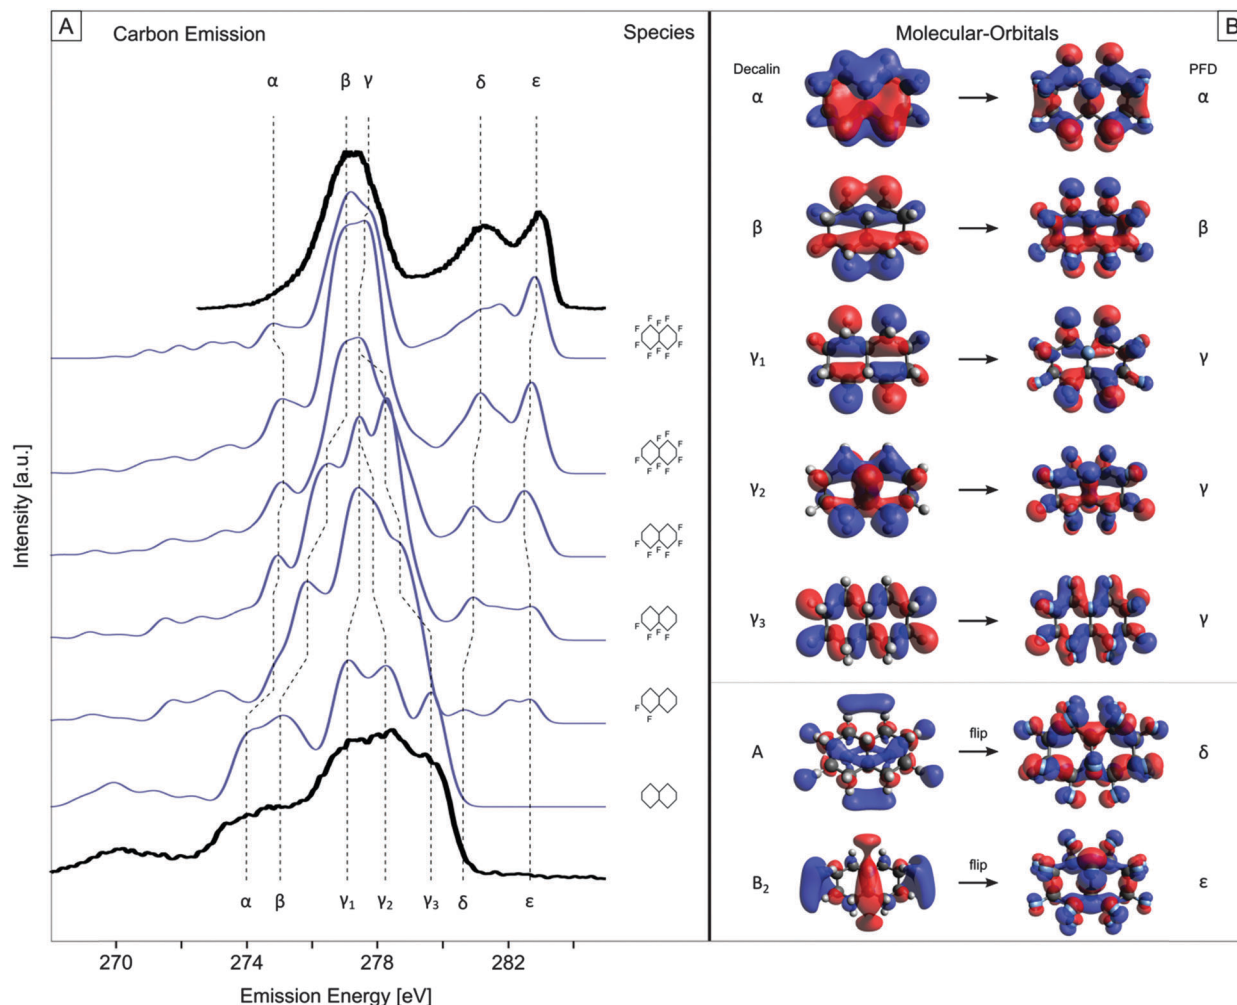 A
Carbon Emission
Species
α
β
γ
δ
ε
F F F F
F F
F F F F
F F F
F F
F F F
F F
F F F
F
F F
F
F
α
β
γ1
γ2
γ3
δ
ε
270
274
278
282
Emission Energy [eV]
Intensity [a.u.]
Molecular-Orbitals
B
Decalin
PFD
α
α
β
β
γ1
γ
γ2
γ
γ3
γ
A
flip
δ
B2
flip
ε